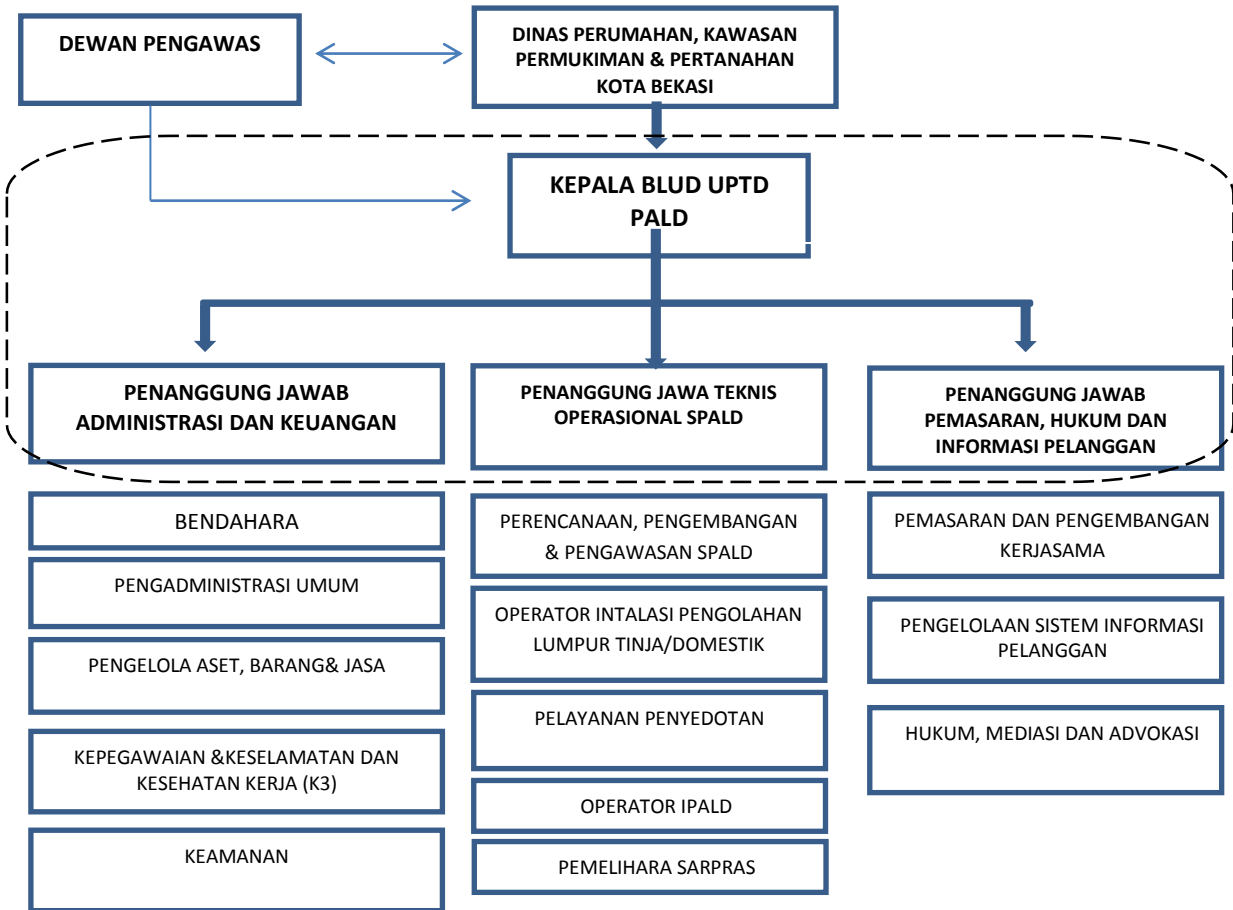 DEWAN PENGAWAS
DINAS PERUMAHAN, KAWASAN
PERMUKIMAN & PERTANAHAN
KOTA BEKASI
KEPALA BLUD UPTD
PALD
PENANGGUNG JAWAB
ADMINISTRASI DAN KEUANGAN
PENANGGUNG JAWA TEKNIS
OPERASIONAL SPALD
PENANGGUNG JAWAB
PEMASARAN, HUKUM DAN
INFORMASI PELANGGAN
BENDAHARA
PENGADMINISTRASI UMUM
PENGELOLA ASET, BARANG& JASA
KEPEGAWAIAN &KESELAMATAN DAN
KESEHATAN KERJA (K3)
KEAMANAN
PERENCANAAN, PENGEMBANGAN
& PENGAWASAN SPALD
OPERATOR INTALASI PENGOLAHAN
LUMPUR TINJA/DOMESTIK
PELAYANAN PENYEDOTAN
OPERATOR IPALD
PEMELIHARA SARPRAS
PEMASARAN DAN PENGEMBANGAN
KERJASAMA
PENGELOLAAN SISTEM INFORMASI
PELANGGAN
HUKUM, MEDIASI DAN ADVOKASI